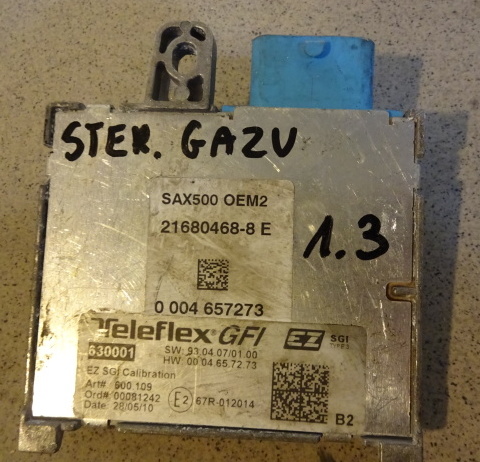 STER. GAZU
1.3
SAX500 OEM2
21680468-8 E
0 004 657273
Teleflex GFI EZ SGI
630001
SW: 93.04.07/01.00
HW: 00.04.65.72.73
EZ SGI Calibration
Art#: 900 109
Ord#: 00081242
Date: 28/05/10
E2 67R-012014
B2